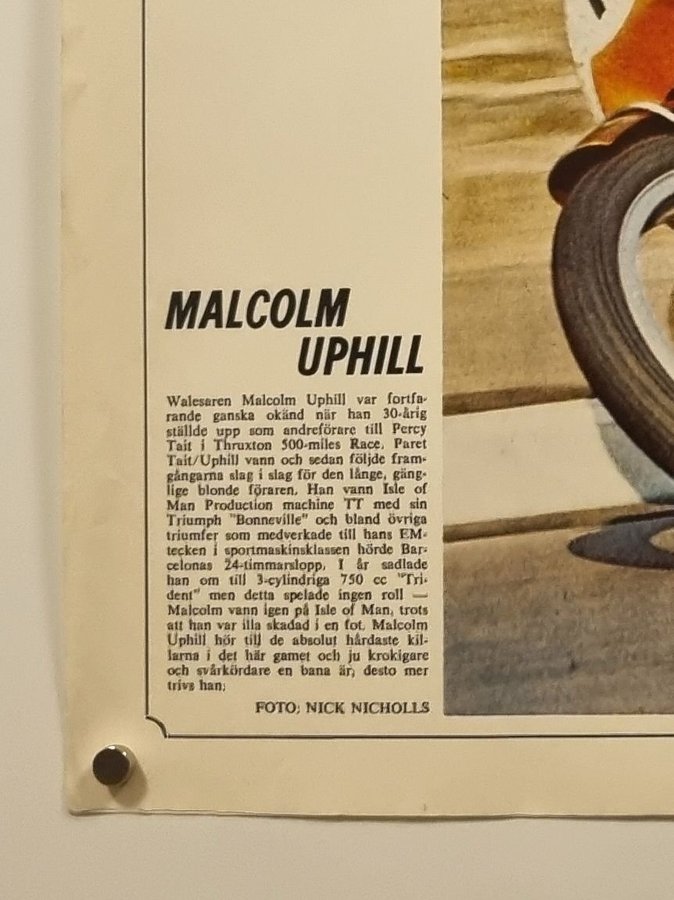 MALCOLM
UPHILL
Walesaren Malcolm Uphill var fortfa-
rande ganska okänd när han 30-årig
ställde upp som andreförare till Percy
Tait i Thruxton 500-miles Race. Paret
Tait/Uphill vann och sedan följde fram-
gångarna slag i slag för den långe, gäng-
lige blonde föraren. Han vann Isle of
Man Production machine TT med sin
Triumph "Bonneville" och bland övriga
triumfer som medverkade till hans EM-
tecken i sportmaskinsklassen hörde Bar-
celonas 24-timmarslopp. I år sadlade
han om till 3-cylindriga 750 cc "Tri-
dent" men detta spelade ingen roll —
Malcolm vann igen på Isle of Man, trots
att han var illa skadad i en fot. Malcolm
Uphill hör till de absolut hårdaste kil-
larna i det här gamet och ju krokigare
och svårkördare en bana är, desto mer
trivs han.
FOTO: NICK NICHOLLS